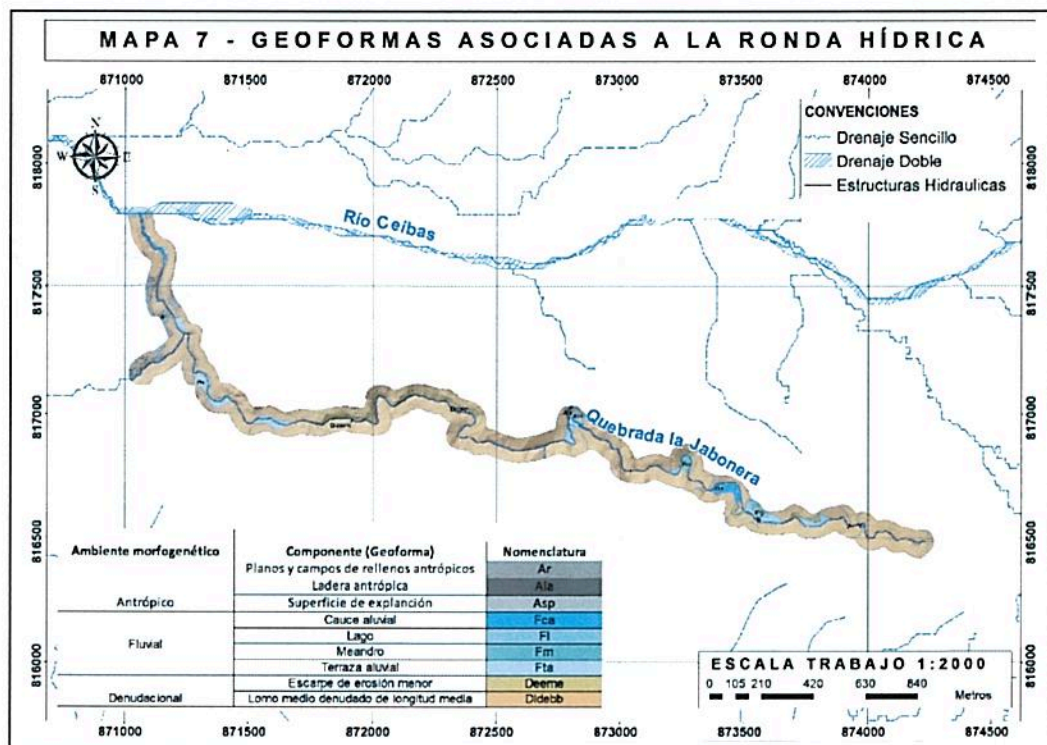 MAPA 7 - GEOFORMAS ASOCIADAS A LA RONDA HÍDRICA
871000 871500 872000 872500 873000 873500 874000 874500
CONVENCIONES
Drenaje Sencillo
Drenaje Doble
Estructuras Hidraulicas
N
W E
S
818000 818000
Río Ceibas
817500 817500
817000 817000
Quebrada la Jabonera
816500 816500
Ambiente morfogenético Componente (Geoforma) Nomenclatura
Planos y campos de rellenos antrópicos Ar
Ladera antrópica Ala
Antrópico Superficie de explanción Asp
Cauce aluvial Fca
Lago Fl
Fluvial Meandro Fm
Terraza aluvial Fta
Escarpe de erosión menor Deeme
Denudacional Lomo medio denudado de longitud media Dldebb
816000 816000
ESCALA TRABAJO 1:2000
0 105 210 420 630 840
Metros
871000 871500 872000 872500 873000 873500 874000 874500